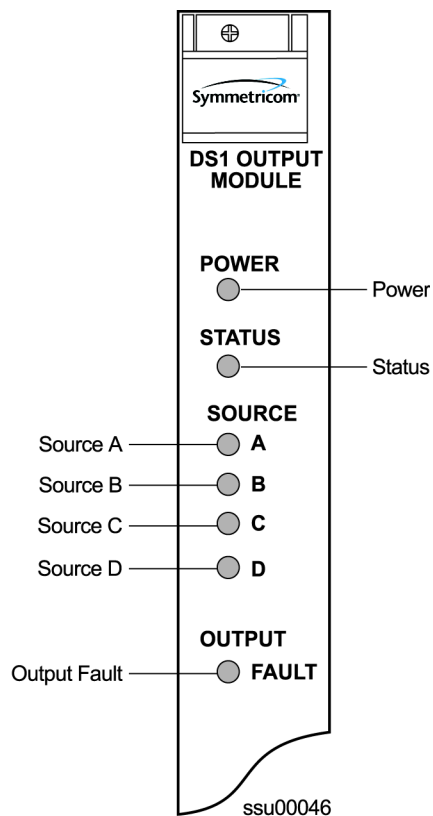 Symmetricom
DS1 OUTPUT
MODULE
POWER
Power
STATUS
Status
SOURCE
Source A
A
Source B
B
Source C
C
Source D
D
OUTPUT
Output Fault
FAULT
ssu00046